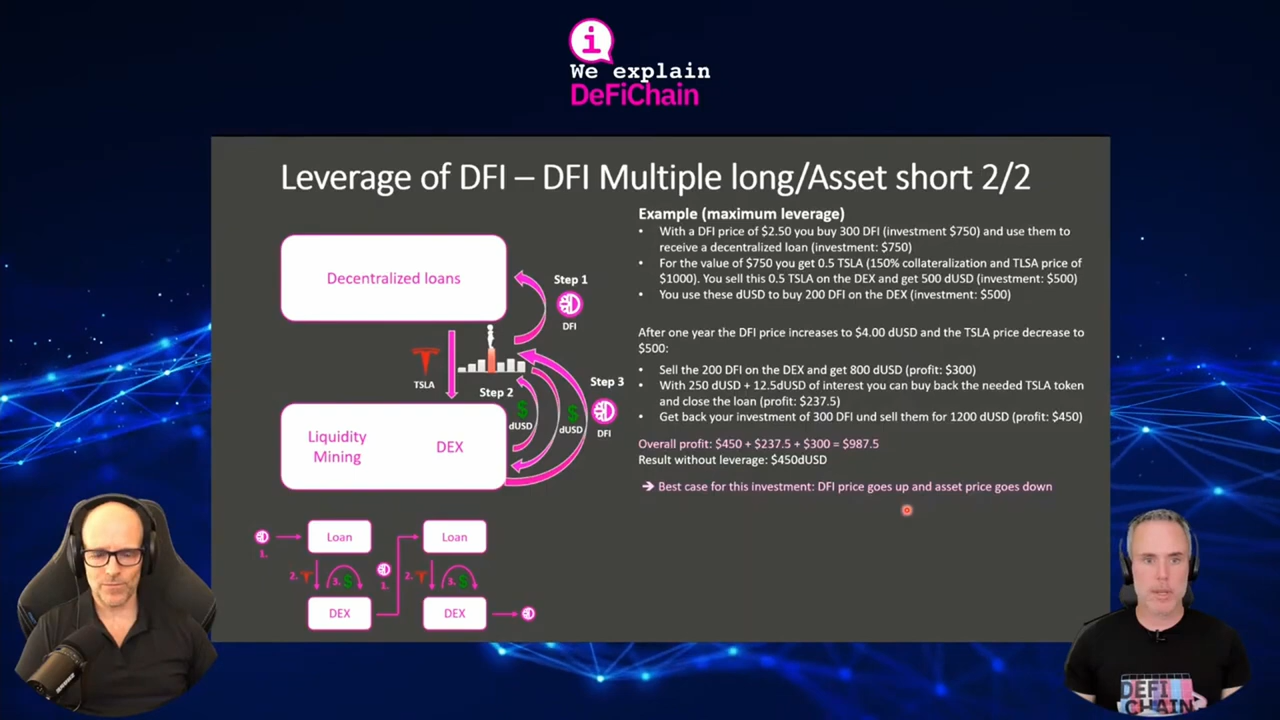 i
We explain
DeFiChain
Leverage of DFI – DFI Multiple long/Asset short 2/2
Decentralized loans
Step 1
DFI
TSLA
Step 2
$
dUSD
$
dUSD
Step 3
DFI
Liquidity
Mining
DEX
Example (maximum leverage)
• With a DFI price of $2.50 you buy 300 DFI (investment $750) and use them to
receive a decentralized loan (investment: $750)
• For the value of $750 you get 0.5 TSLA (150% collateralization and TLSA price of
$1000). You sell this 0.5 TSLA on the DEX and get 500 dUSD (investment: $500)
• You use these dUSD to buy 200 DFI on the DEX (investment: $500)
After one year the DFI price increases to $4.00 dUSD and the TSLA price decrease to
$500:
• Sell the 200 DFI on the DEX and get 800 dUSD (profit: $300)
• With 250 dUSD + 12.5dUSD of interest you can buy back the needed TSLA token
and close the loan (profit: $237.5)
• Get back your investment of 300 DFI und sell them for 1200 dUSD (profit: $450)
Overall profit: $450 + $237.5 + $300 = $987.5
Result without leverage: $450dUSD
➔ Best case for this investment: DFI price goes up and asset price goes down
1.
Loan
2.
3. $
DEX
1.
Loan
2.
3. $
DEX
DEFI
CHAIN